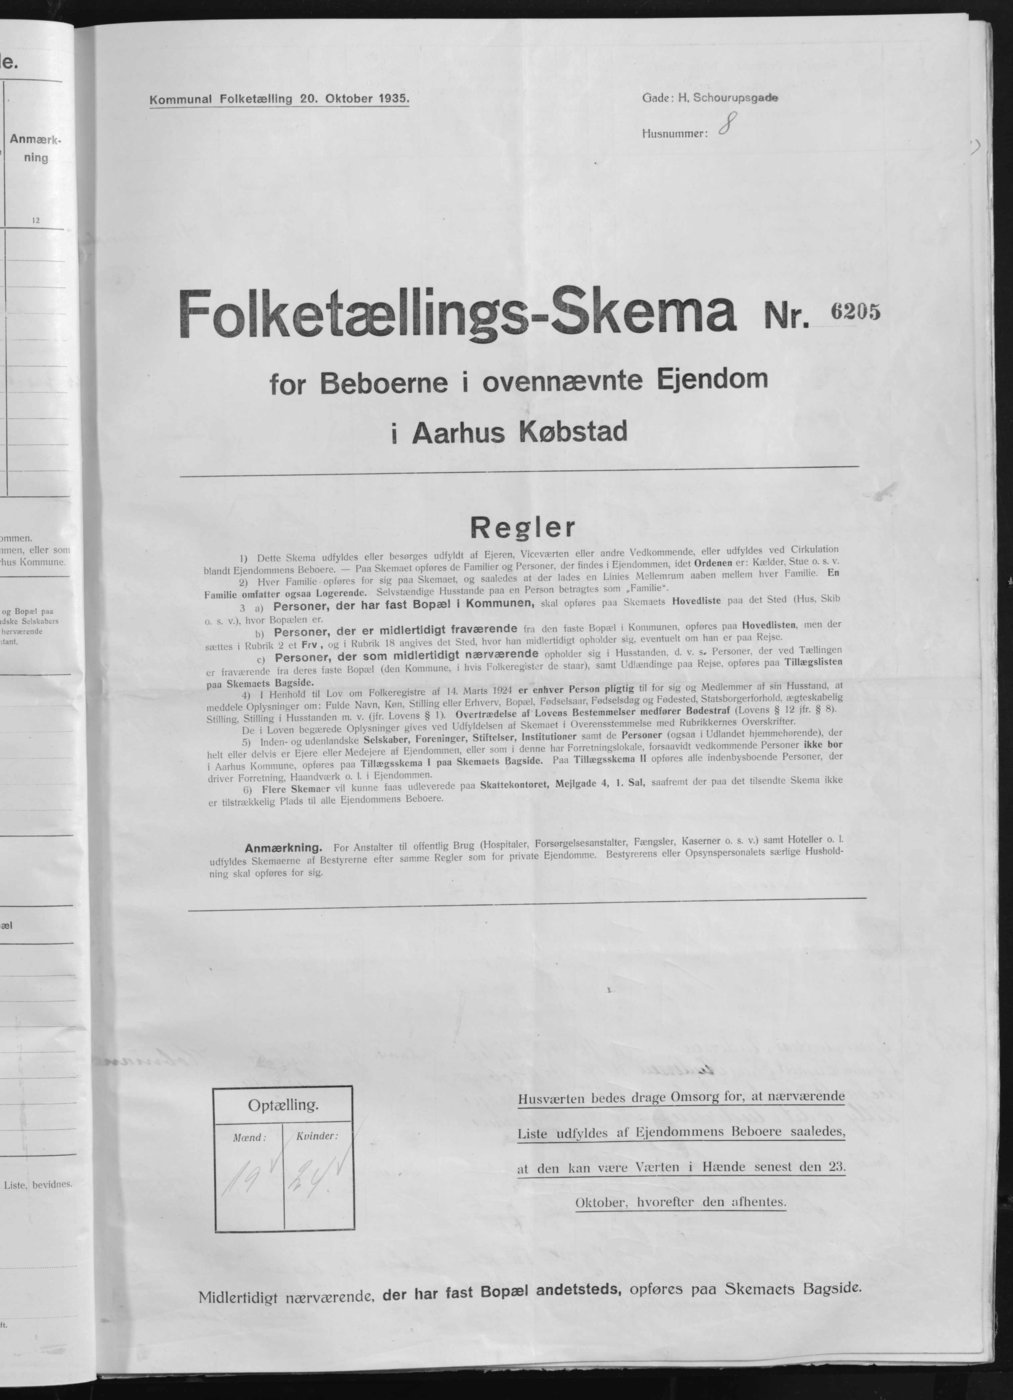 de.
Anmærk-
ning
12
ommen.
mmen, eller som
rhus Kommune.
og Bopæl paa
ndske Selskabers
herværende
tant.
æl
Liste, bevidnes.
ft.
Kommunal Folketælling 20. Oktober 1935.
Gade: H. Schourupsgade
Husnummer: 8
Folketællings-Skema Nr. 6205
for Beboerne i ovennævnte Ejendom
i Aarhus Købstad
Regler
1) Dette Skema udfyldes eller besørges udfyldt af Ejeren, Viceværten eller andre Vedkommende, eller udfyldes ved Cirkulation
blandt Ejendommens Beboere. — Paa Skemaet opføres de Familier og Personer, der findes i Ejendommen, idet Ordenen er: Kælder, Stue o. s. v.
2) Hver Familie opføres for sig paa Skemaet, og saaledes at der lades en Linies Mellemrum aaben mellem hver Familie. En
Familie omfatter ogsaa Logerende. Selvstændige Husstande paa en Person betragtes som „Familie".
3 a) Personer, der har fast Bopæl i Kommunen, skal opføres paa Skemaets Hovedliste paa det Sted (Hus, Skib
o. s. v.), hvor Bopælen er.
b) Personer, der er midlertidigt fraværende fra den faste Bopæl i Kommunen, opføres paa Hovedlisten, men der
sættes i Rubrik 2 et Frv., og i Rubrik 18 angives det Sted, hvor han midlertidigt opholder sig, eventuelt om han er paa Rejse.
c) Personer, der som midlertidigt nærværende opholder sig i Husstanden, d. v. s. Personer, der ved Tællingen
er fraværende fra deres faste Bopæl (den Kommune, i hvis Folkeregister de staar), samt Udlændinge paa Rejse, opføres paa Tillægslisten
paa Skemaets Bagside.
4) I Henhold til Lov om Folkeregistre af 14. Marts 1924 er enhver Person pligtig til for sig og Medlemmer af sin Husstand, at
meddele Oplysninger om: Fulde Navn, Køn, Stilling eller Erhverv, Bopæl, Fødselsaar, Fødselsdag og Fødested, Statsborgerforhold, ægteskabelig
Stilling, Stilling i Husstanden m. v. (jfr. Lovens § 1). Overtrædelse af Lovens Bestemmelser medfører Bødestraf (Lovens § 12 jfr. § 8).
De i Loven begærede Oplysninger gives ved Udfyldelsen af Skemaet i Overensstemmelse med Rubrikkernes Overskrifter.
5) Inden- og udenlandske Selskaber, Foreninger, Stiftelser, Institutioner samt de Personer (ogsaa i Udlandet hjemmehørende), der
helt eller delvis er Ejere eller Medejere af Ejendommen, eller som i denne har Forretningslokale, forsaavidt vedkommende Personer ikke bor
i Aarhus Kommune, opføres paa Tillægsskema I paa Skemaets Bagside. Paa Tillægsskema II opføres alle indenbysboende Personer, der
driver Forretning, Haandværk o. l. i Ejendommen.
6) Flere Skemaer vil kunne faas udleverede paa Skattekontoret, Mejlgade 4, 1. Sal, saafremt der paa det tilsendte Skema ikke
er tilstrækkelig Plads til alle Ejendommens Beboere.
Anmærkning. For Anstalter til offentlig Brug (Hospitaler, Forsørgelsesanstalter, Fængsler, Kaserner o. s. v.) samt Hoteller o. l.
udfyldes Skemaerne af Bestyrerne efter samme Regler som for private Ejendomme. Bestyrerens eller Opsynspersonalets særlige Hushold-
ning skal opføres for sig.
Optælling.
Mænd: Kvinder:
19 24
Husværten bedes drage Omsorg for, at nærværende
Liste udfyldes af Ejendommens Beboere saaledes,
at den kan være Værten i Hænde senest den 23.
Oktober, hvorefter den afhentes.
Midlertidigt nærværende, der har fast Bopæl andetsteds, opføres paa Skemaets Bagside.